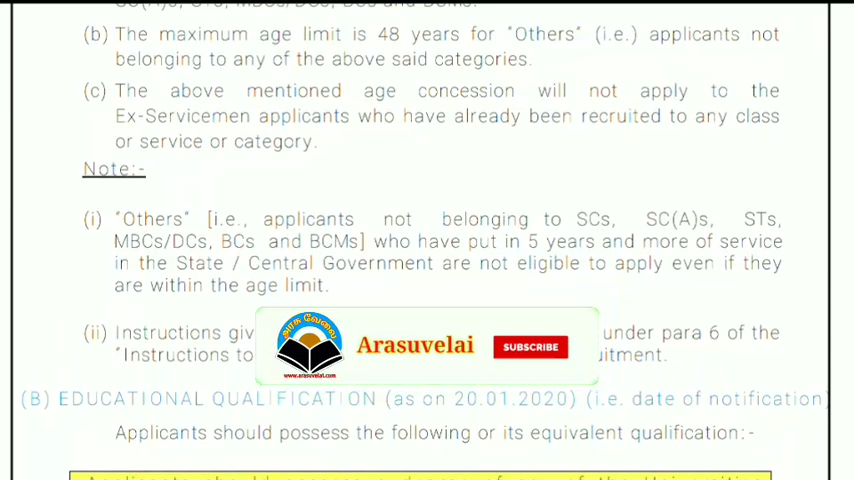 (b) The maximum age limit is 48 years for "Others" (i.e.) applicants not
belonging to any of the above said categories.
(c) The above mentioned age concession will not apply to the
Ex-Servicemen applicants who have already been recruited to any class
or service or category.
Note:-
(i) "Others" [i.e., applicants not belonging to SCs, SC(A)s, STs,
MBCs/DCs, BCs and BCMs] who have put in 5 years and more of service
in the State / Central Government are not eligible to apply even if they
are within the age limit.
(ii) Instructions under para 6 of the
"Instructions to
அரசு வேலை
www.arasuvelai.com
Arasuvelai
SUBSCRIBE
(B) EDUCATIONAL QUALIFICATION (as on 20.01.2020) (i.e. date of notification)
Applicants should possess the following or its equivalent qualification:-